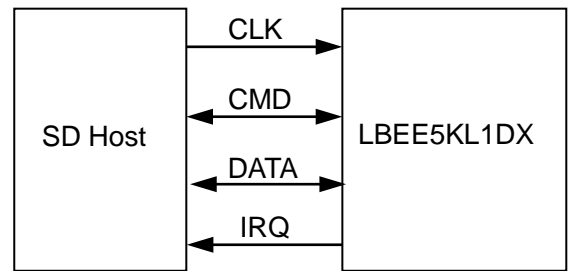 CLK
CMD
SD Host
LBEE5KL1DX
DATA
IRQ